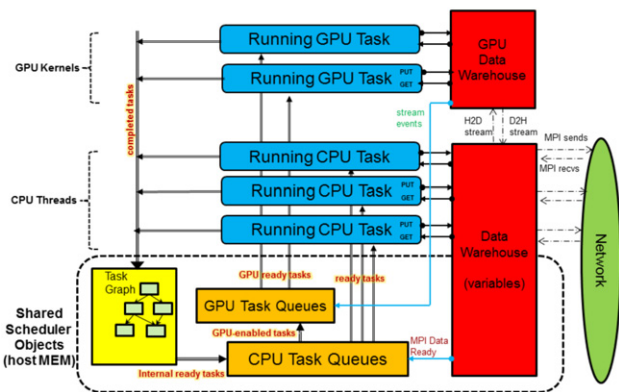 Running GPU Task
GPU
Data
Warehouse
GPU Kernels
Running GPU Task
PUT
GET
completed tasks
stream
events
H2D
stream
D2H
stream
MPI sends
Running CPU Task
MPI recvs
CPU Threads
Running CPU Task
PUT
GET
Running CPU Task
PUT
GET
Data
Warehouse
(variables)
Network
Task
Graph
GPU ready tasks
ready tasks
Shared
Scheduler
Objects
(host MEM)
GPU Task Queues
GPU-enabled tasks
MPI Data
Ready
CPU Task Queues
Internal ready tasks